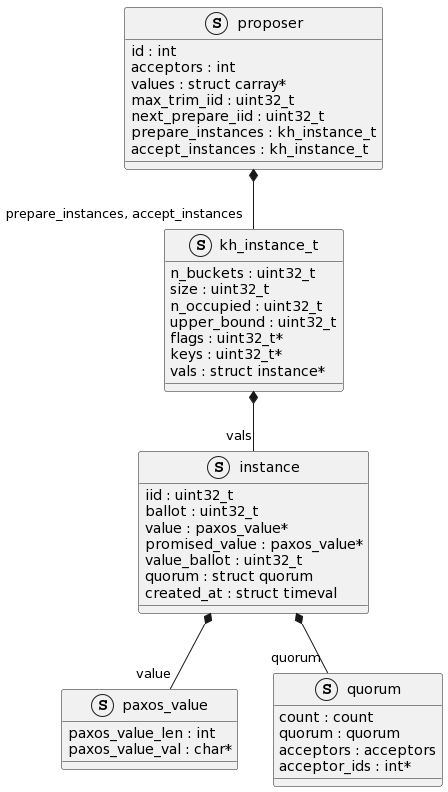 S proposer
id : int
acceptors : int
values : struct carray*
max_trim_iid : uint32_t
next_prepare_iid : uint32_t
prepare_instances : kh_instance_t
accept_instances : kh_instance_t
prepare_instances, accept_instances
S kh_instance_t
n_buckets : uint32_t
size : uint32_t
n_occupied : uint32_t
upper_bound : uint32_t
flags : uint32_t*
keys : uint32_t*
vals : struct instance*
vals
S instance
iid : uint32_t
ballot : uint32_t
value : paxos_value*
promised_value : paxos_value*
value_ballot : uint32_t
quorum : struct quorum
created_at : struct timeval
value
quorum
S paxos_value
paxos_value_len : int
paxos_value_val : char*
S quorum
count : count
quorum : quorum
acceptors : acceptors
acceptor_ids : int*